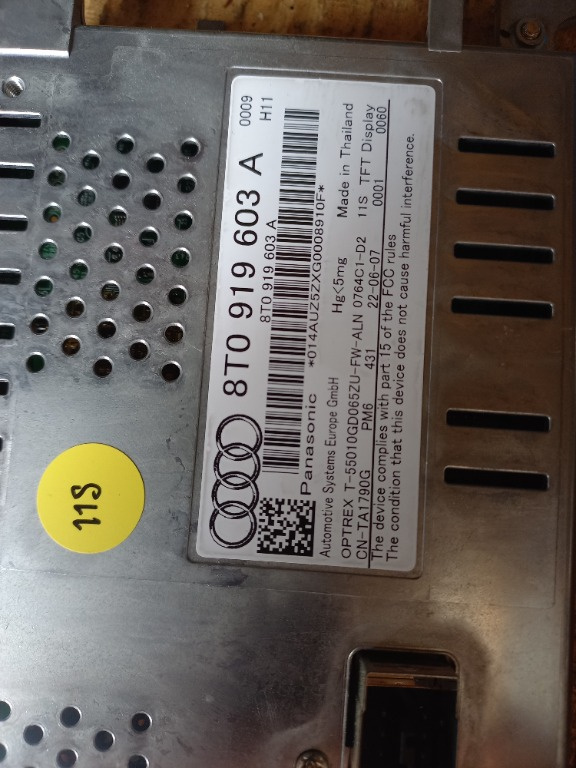 8T0 919 603 A
0009
H11
8T0 919 603 A
*014AUZ5ZXG0008910F*
Panasonic
Automotive Systems Europe GmbH
Hg<5mg
Made in Thailand
OPTREX T-55010GD065ZU-FW-ALN 0764C1-D2 11S TFT Display
CN-TA1790G PM6 431 22-06-07 0001 0060
The device complies with part 15 of the FCC rules
The condition that this device does not cause harmful interference.
11S